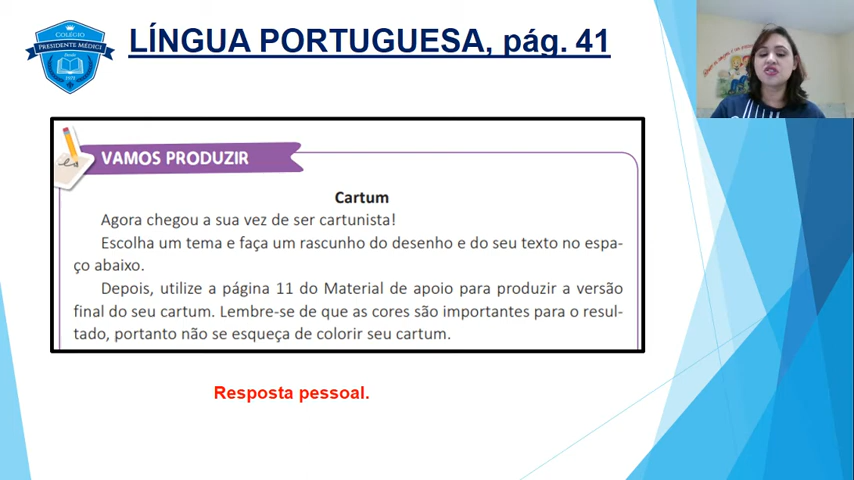 COLÉGIO
PRESIDENTE MÉDICI
1971
LÍNGUA PORTUGUESA, pág. 41
VAMOS PRODUZIR
Cartum
Agora chegou a sua vez de ser cartunista!
Escolha um tema e faça um rascunho do desenho e do seu texto no espa-
ço abaixo.
Depois, utilize a página 11 do Material de apoio para produzir a versão
final do seu cartum. Lembre-se de que as cores são importantes para o resul-
tado, portanto não se esqueça de colorir seu cartum.
Resposta pessoal.